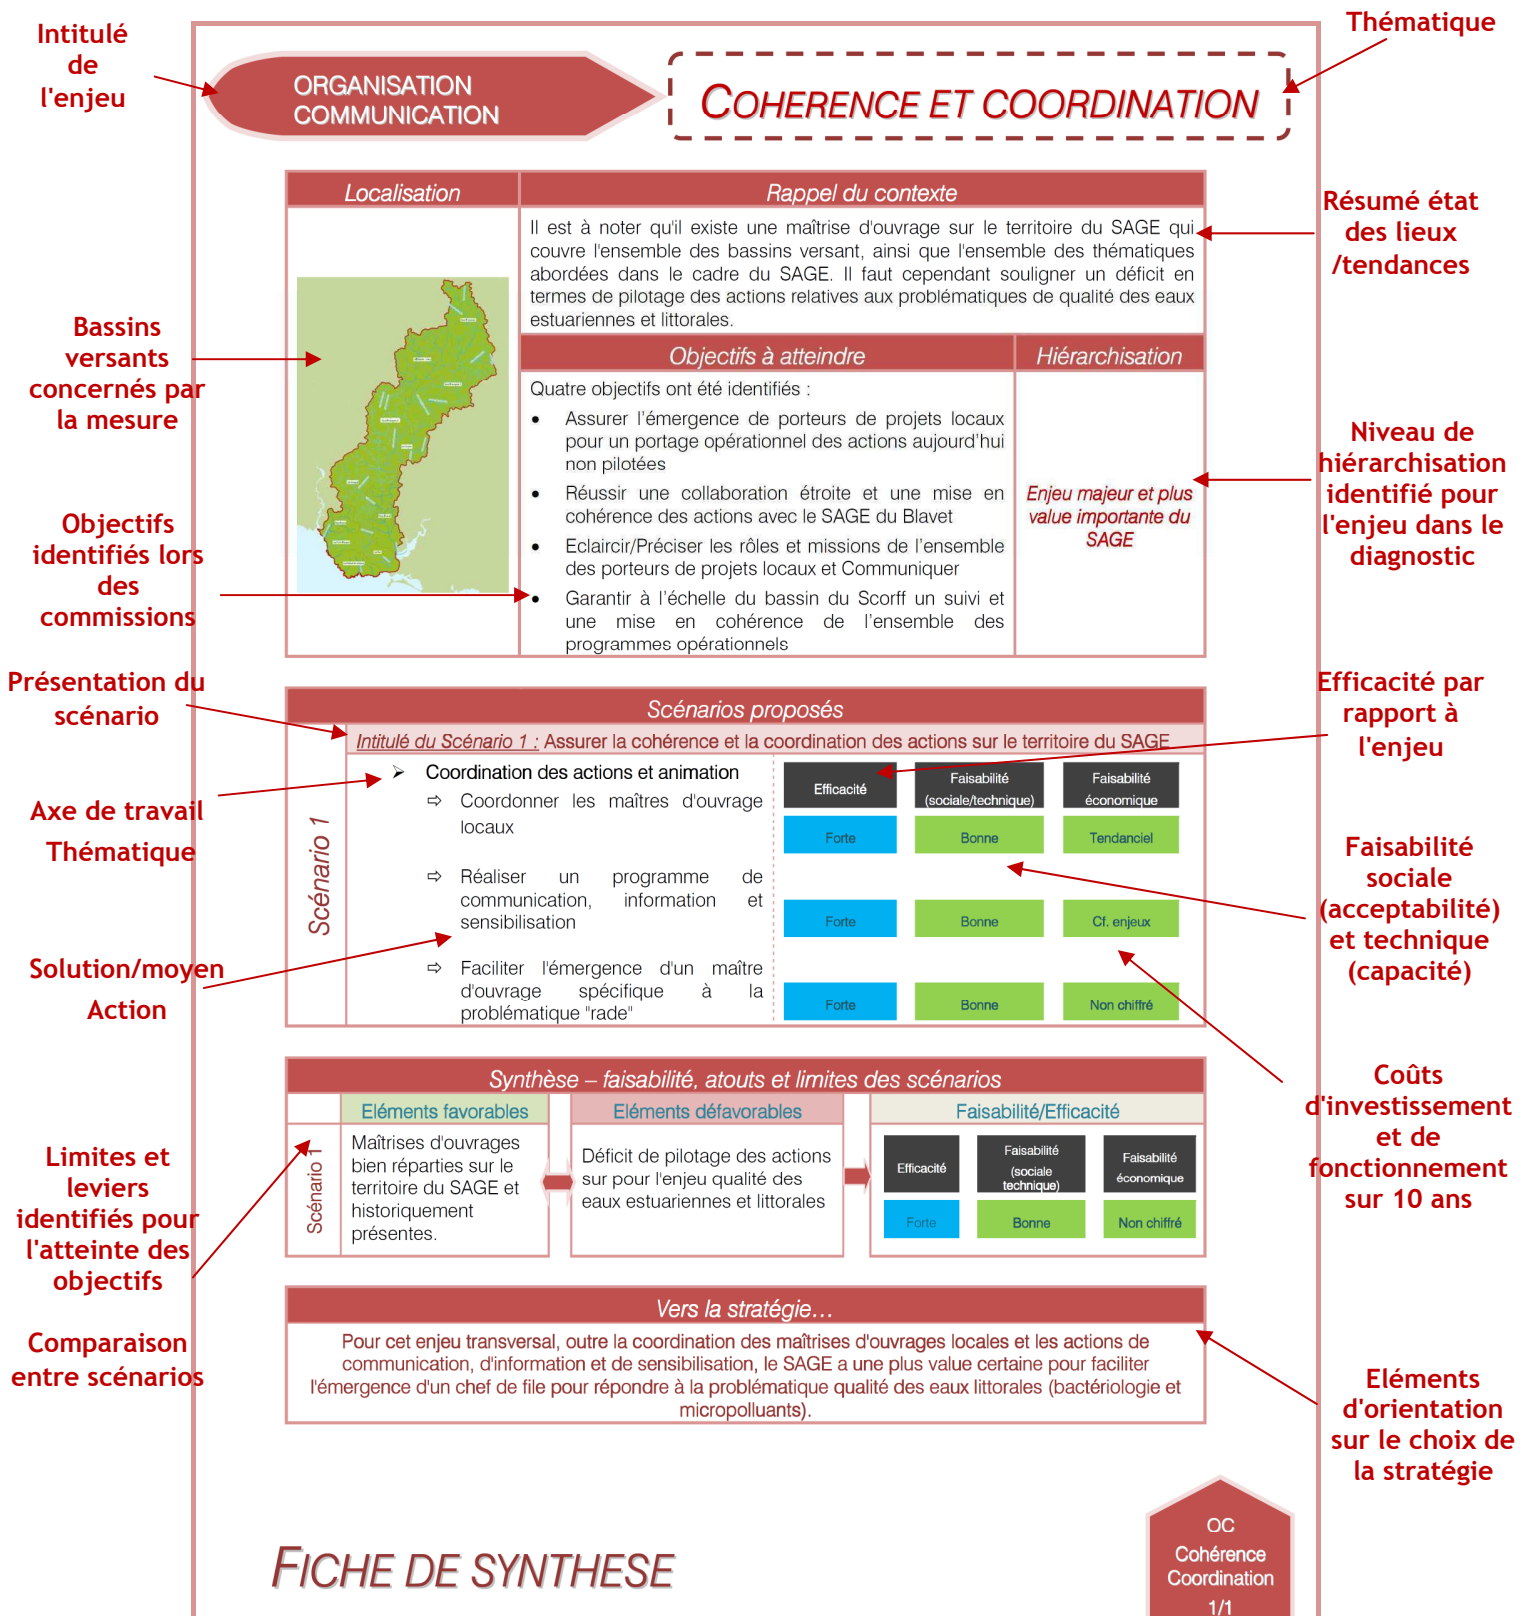 Intitulé
de
l'enjeu
Thématique
ORGANISATION
COMMUNICATION
COHERENCE ET COORDINATION
Localisation
Rappel du contexte
Il est à noter qu'il existe une maîtrise d'ouvrage sur le territoire du SAGE qui
couvre l'ensemble des bassins versant, ainsi que l'ensemble des thématiques
abordées dans le cadre du SAGE. Il faut cependant souligner un déficit en
termes de pilotage des actions relatives aux problématiques de qualité des eaux
estuariennes et littorales.
Résumé état
des lieux
/tendances
Bassins
versants
concernés par
la mesure
Objectifs à atteindre
Hiérarchisation
Quatre objectifs ont été identifiés :
• Assurer l'émergence de porteurs de projets locaux
pour un portage opérationnel des actions aujourd'hui
non pilotées
• Réussir une collaboration étroite et une mise en
cohérence des actions avec le SAGE du Blavet
• Eclaircir/Préciser les rôles et missions de l'ensemble
des porteurs de projets locaux et Communiquer
• Garantir à l'échelle du bassin du Scorff un suivi et
une mise en cohérence de l'ensemble des
programmes opérationnels
Enjeu majeur et plus
value importante du
SAGE
Niveau de
hiérarchisation
identifié pour
l'enjeu dans le
diagnostic
Objectifs
identifiés lors
des
commissions
Présentation du
scénario
Scénarios proposés
Intitulé du Scénario 1 : Assurer la cohérence et la coordination des actions sur le territoire du SAGE
Efficacité par
rapport à
l'enjeu
Scénario 1
➢ Coordination des actions et animation
⇨ Coordonner les maîtres d'ouvrage
locaux
⇨ Réaliser un programme de
communication, information et
sensibilisation
⇨ Faciliter l'émergence d'un maître
d'ouvrage spécifique à la
problématique "rade"
Efficacité
Faisabilité
(sociale/technique)
Faisabilité
économique
Forte
Bonne
Tendanciel
Forte
Bonne
Cf. enjeux
Forte
Bonne
Non chiffré
Axe de travail
Thématique
Solution/moyen
Action
Faisabilité
sociale
(acceptabilité)
et technique
(capacité)
Coûts
d'investissement
et de
fonctionnement
sur 10 ans
Synthèse – faisabilité, atouts et limites des scénarios
Eléments favorables
Eléments défavorables
Faisabilité/Efficacité
Scénario 1
Maîtrises d'ouvrages
bien réparties sur le
territoire du SAGE et
historiquement
présentes.
Déficit de pilotage des actions
sur pour l'enjeu qualité des
eaux estuariennes et littorales
Efficacité
Faisabilité
(sociale
technique)
Faisabilité
économique
Forte
Bonne
Non chiffré
Limites et
leviers
identifiés pour
l'atteinte des
objectifs
Comparaison
entre scénarios
Vers la stratégie…
Pour cet enjeu transversal, outre la coordination des maîtrises d'ouvrages locales et les actions de
communication, d'information et de sensibilisation, le SAGE a une plus value certaine pour faciliter
l'émergence d'un chef de file pour répondre à la problématique qualité des eaux littorales (bactériologie et
micropolluants).
Eléments
d'orientation
sur le choix de
la stratégie
FICHE DE SYNTHESE
OC
Cohérence
Coordination
1/1